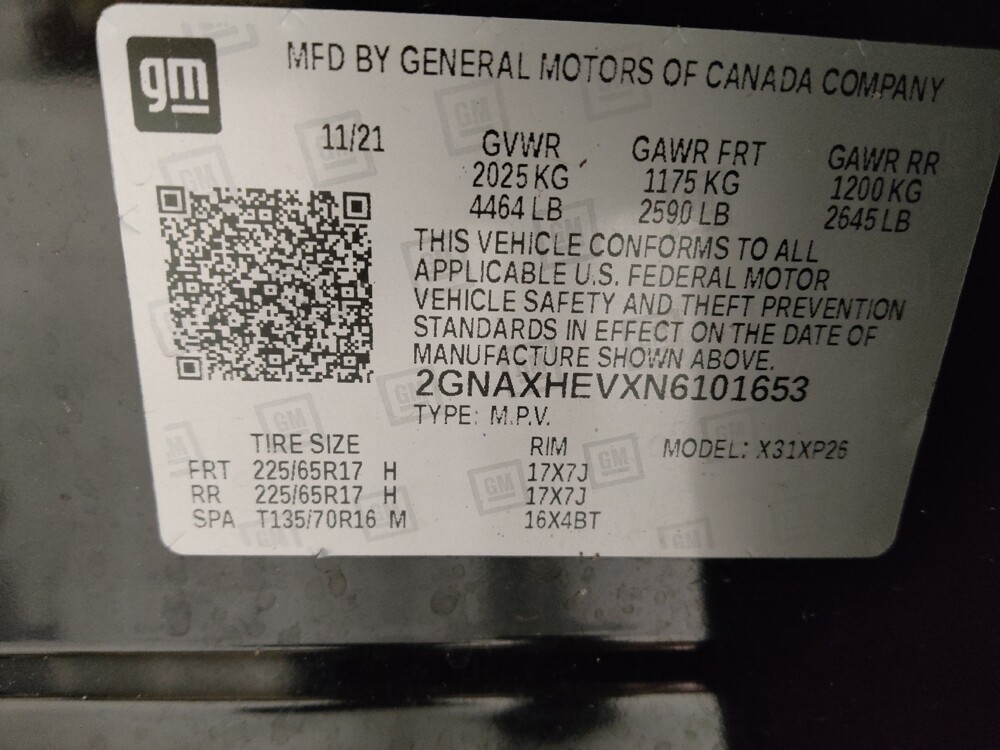 gm
MFD BY GENERAL MOTORS OF CANADA COMPANY
11/21 GVWR GAWR FRT GAWR RR
2025 KG 1175 KG 1200 KG
4464 LB 2590 LB 2645 LB
THIS VEHICLE CONFORMS TO ALL
APPLICABLE U.S. FEDERAL MOTOR
VEHICLE SAFETY AND THEFT PREVENTION
STANDARDS IN EFFECT ON THE DATE OF
MANUFACTURE SHOWN ABOVE.
2GNAXHEVXN6101653
TYPE: M.P.V.
TIRE SIZE RIM MODEL: X31XP26
FRT 225/65R17 H 17X7J
RR 225/65R17 H 17X7J
SPA T135/70R16 M 16X4BT